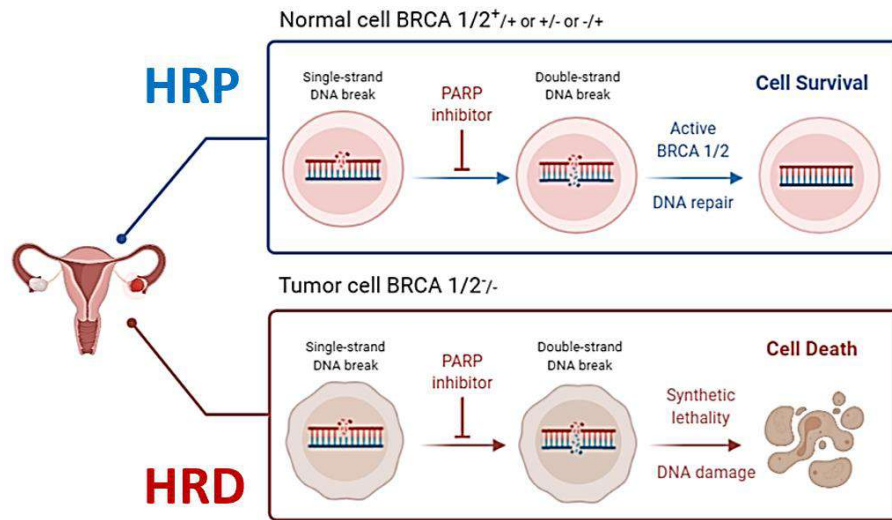 Normal cell BRCA 1/2⁺/+ or +/- or -/+
HRP
Single-strand
DNA break
PARP
inhibitor
Double-strand
DNA break
Active
BRCA 1/2
DNA repair
Cell Survival
Tumor cell BRCA 1/2⁻/-
HRD
Single-strand
DNA break
PARP
inhibitor
Double-strand
DNA break
Synthetic
lethality
DNA damage
Cell Death